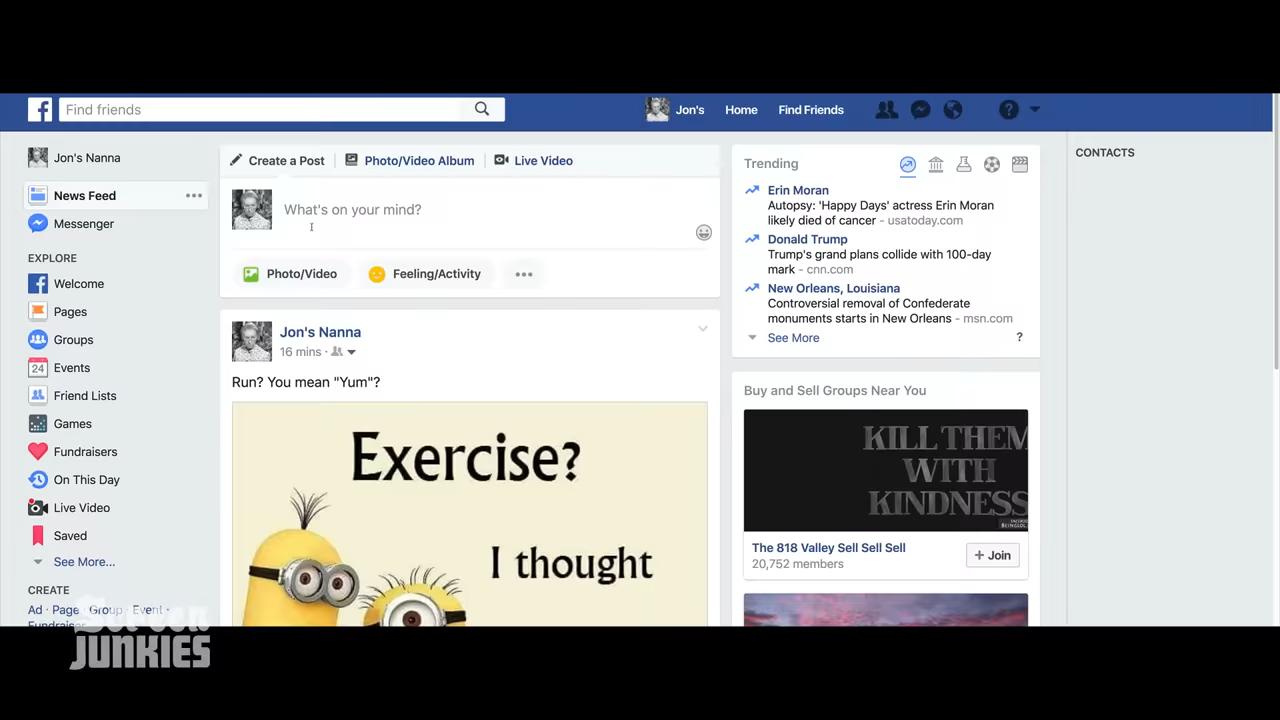 Find friends
Jon's
Home
Find Friends
Jon's Nanna
News Feed
Messenger
EXPLORE
Welcome
Pages
Groups
24
Events
Friend Lists
Games
Fundraisers
On This Day
Live Video
Saved
See More...
CREATE
Ad · Page · Group · Event ·
Fundraiser
Create a Post
Photo/Video Album
Live Video
What's on your mind?
Photo/Video
Feeling/Activity
Jon's Nanna
16 mins ·
Run? You mean "Yum"?
Exercise?
I thought
Trending
Erin Moran
Autopsy: 'Happy Days' actress Erin Moran
likely died of cancer - usatoday.com
Donald Trump
Trump's grand plans collide with 100-day
mark - cnn.com
New Orleans, Louisiana
Controversial removal of Confederate
monuments starts in New Orleans - msn.com
See More
?
Buy and Sell Groups Near You
KILL THEM
WITH
KINDNESS
The 818 Valley Sell Sell Sell
20,752 members
+ Join
CONTACTS
SCREEN
JUNKIES